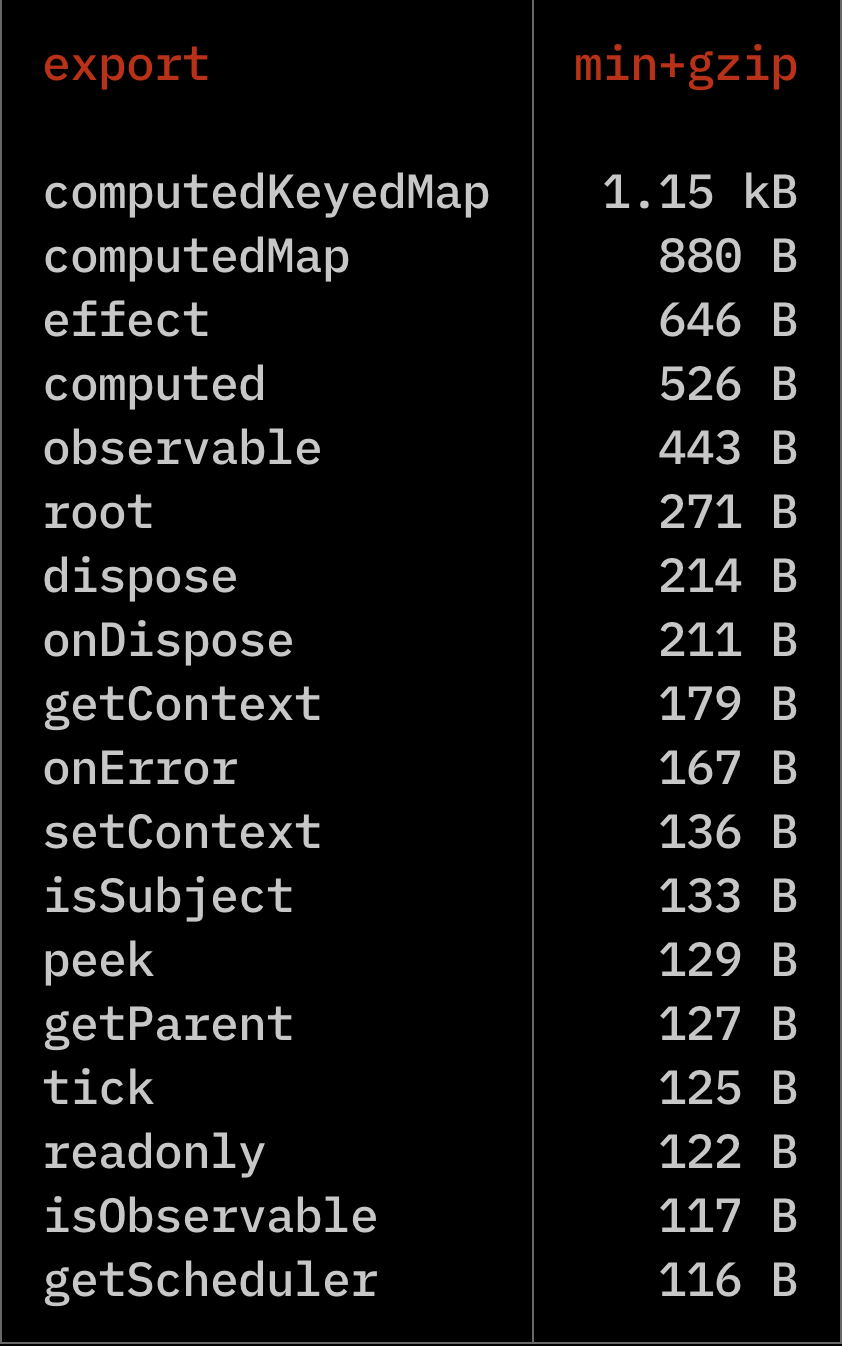 export min+gzip
computedKeyedMap 1.15 kB
computedMap 880 B
effect 646 B
computed 526 B
observable 443 B
root 271 B
dispose 214 B
onDispose 211 B
getContext 179 B
onError 167 B
setContext 136 B
isSubject 133 B
peek 129 B
getParent 127 B
tick 125 B
readonly 122 B
isObservable 117 B
getScheduler 116 B